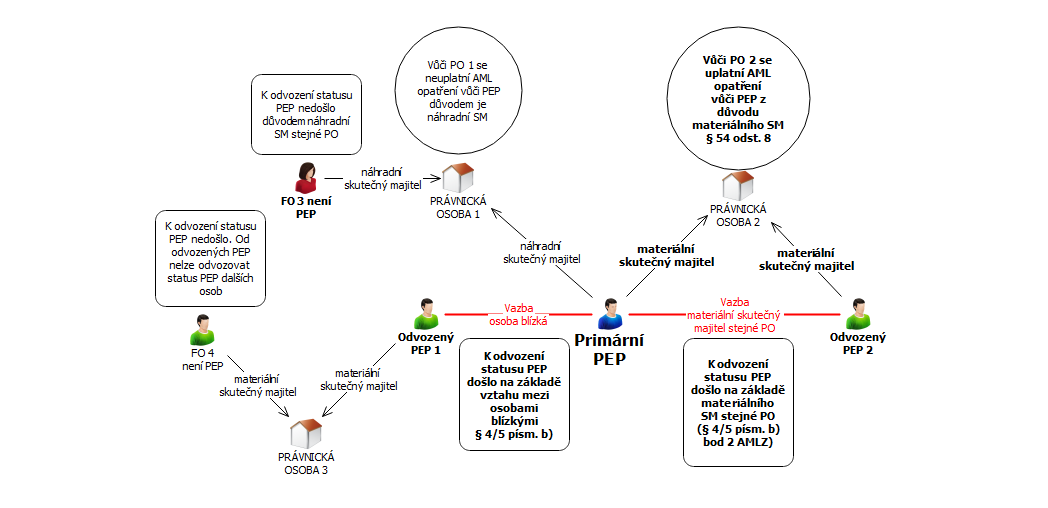 Vůči PO 1 se
neuplatní AML
opatření vůči PEP
důvodem je
náhradní SM
Vůči PO 2 se
uplatní AML
opatření
vůči PEP z
důvodu
materiálního SM
§ 54 odst. 8
K odvození statusu
PEP nedošlo
důvodem náhradní
SM stejné PO
náhradní
skutečný majitel
FO 3 není
PEP
PRÁVNICKÁ
OSOBA 1
PRÁVNICKÁ
OSOBA 2
K odvození statusu
PEP nedošlo. Od
odvozených PEP
nelze odvozovat
status PEP dalších
osob
náhradní
skutečný majitel
materiální
skutečný majitel
materiální
skutečný majitel
Vazba
osoba blízká
Vazba
materiální skutečný
majitel stejné PO
FO 4
není PEP
Odvozený
PEP 1
Primární
PEP
Odvozený
PEP 2
materiální
skutečný majitel
materiální
skutečný majitel
K odvození
statusu PEP
došlo na základě
vztahu mezi
osobami
blízkými
§ 4/5 písm. b)
K odvození
statusu PEP
došlo na základě
materiálního
SM stejné PO
(§ 4/5 písm. b)
bod 2 AMLZ)
PRÁVNICKÁ
OSOBA 3